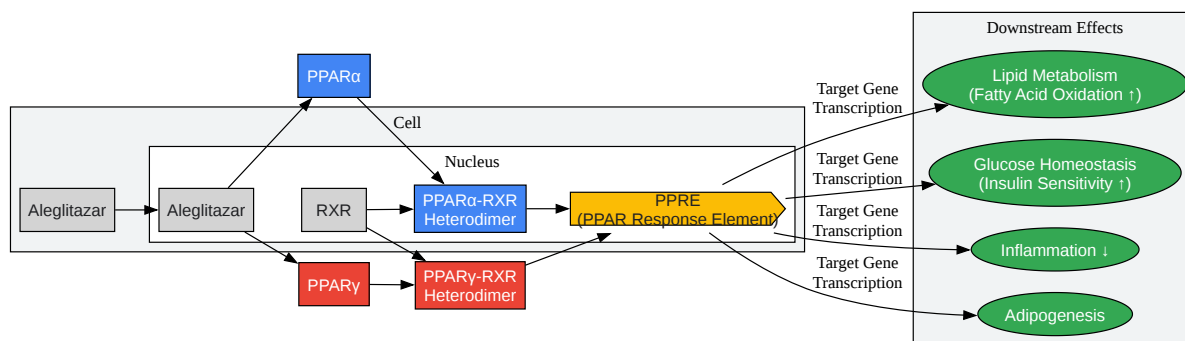 Downstream Effects
PPARα
Lipid Metabolism
(Fatty Acid Oxidation ↑)
Target Gene
Transcription
Cell
Nucleus
Target Gene
Transcription
Glucose Homeostasis
(Insulin Sensitivity ↑)
Aleglitazar
Aleglitazar
RXR
PPARα-RXR
Heterodimer
PPRE
(PPAR Response Element)
Target Gene
Transcription
Inflammation ↓
PPARγ
PPARγ-RXR
Heterodimer
Target Gene
Transcription
Adipogenesis